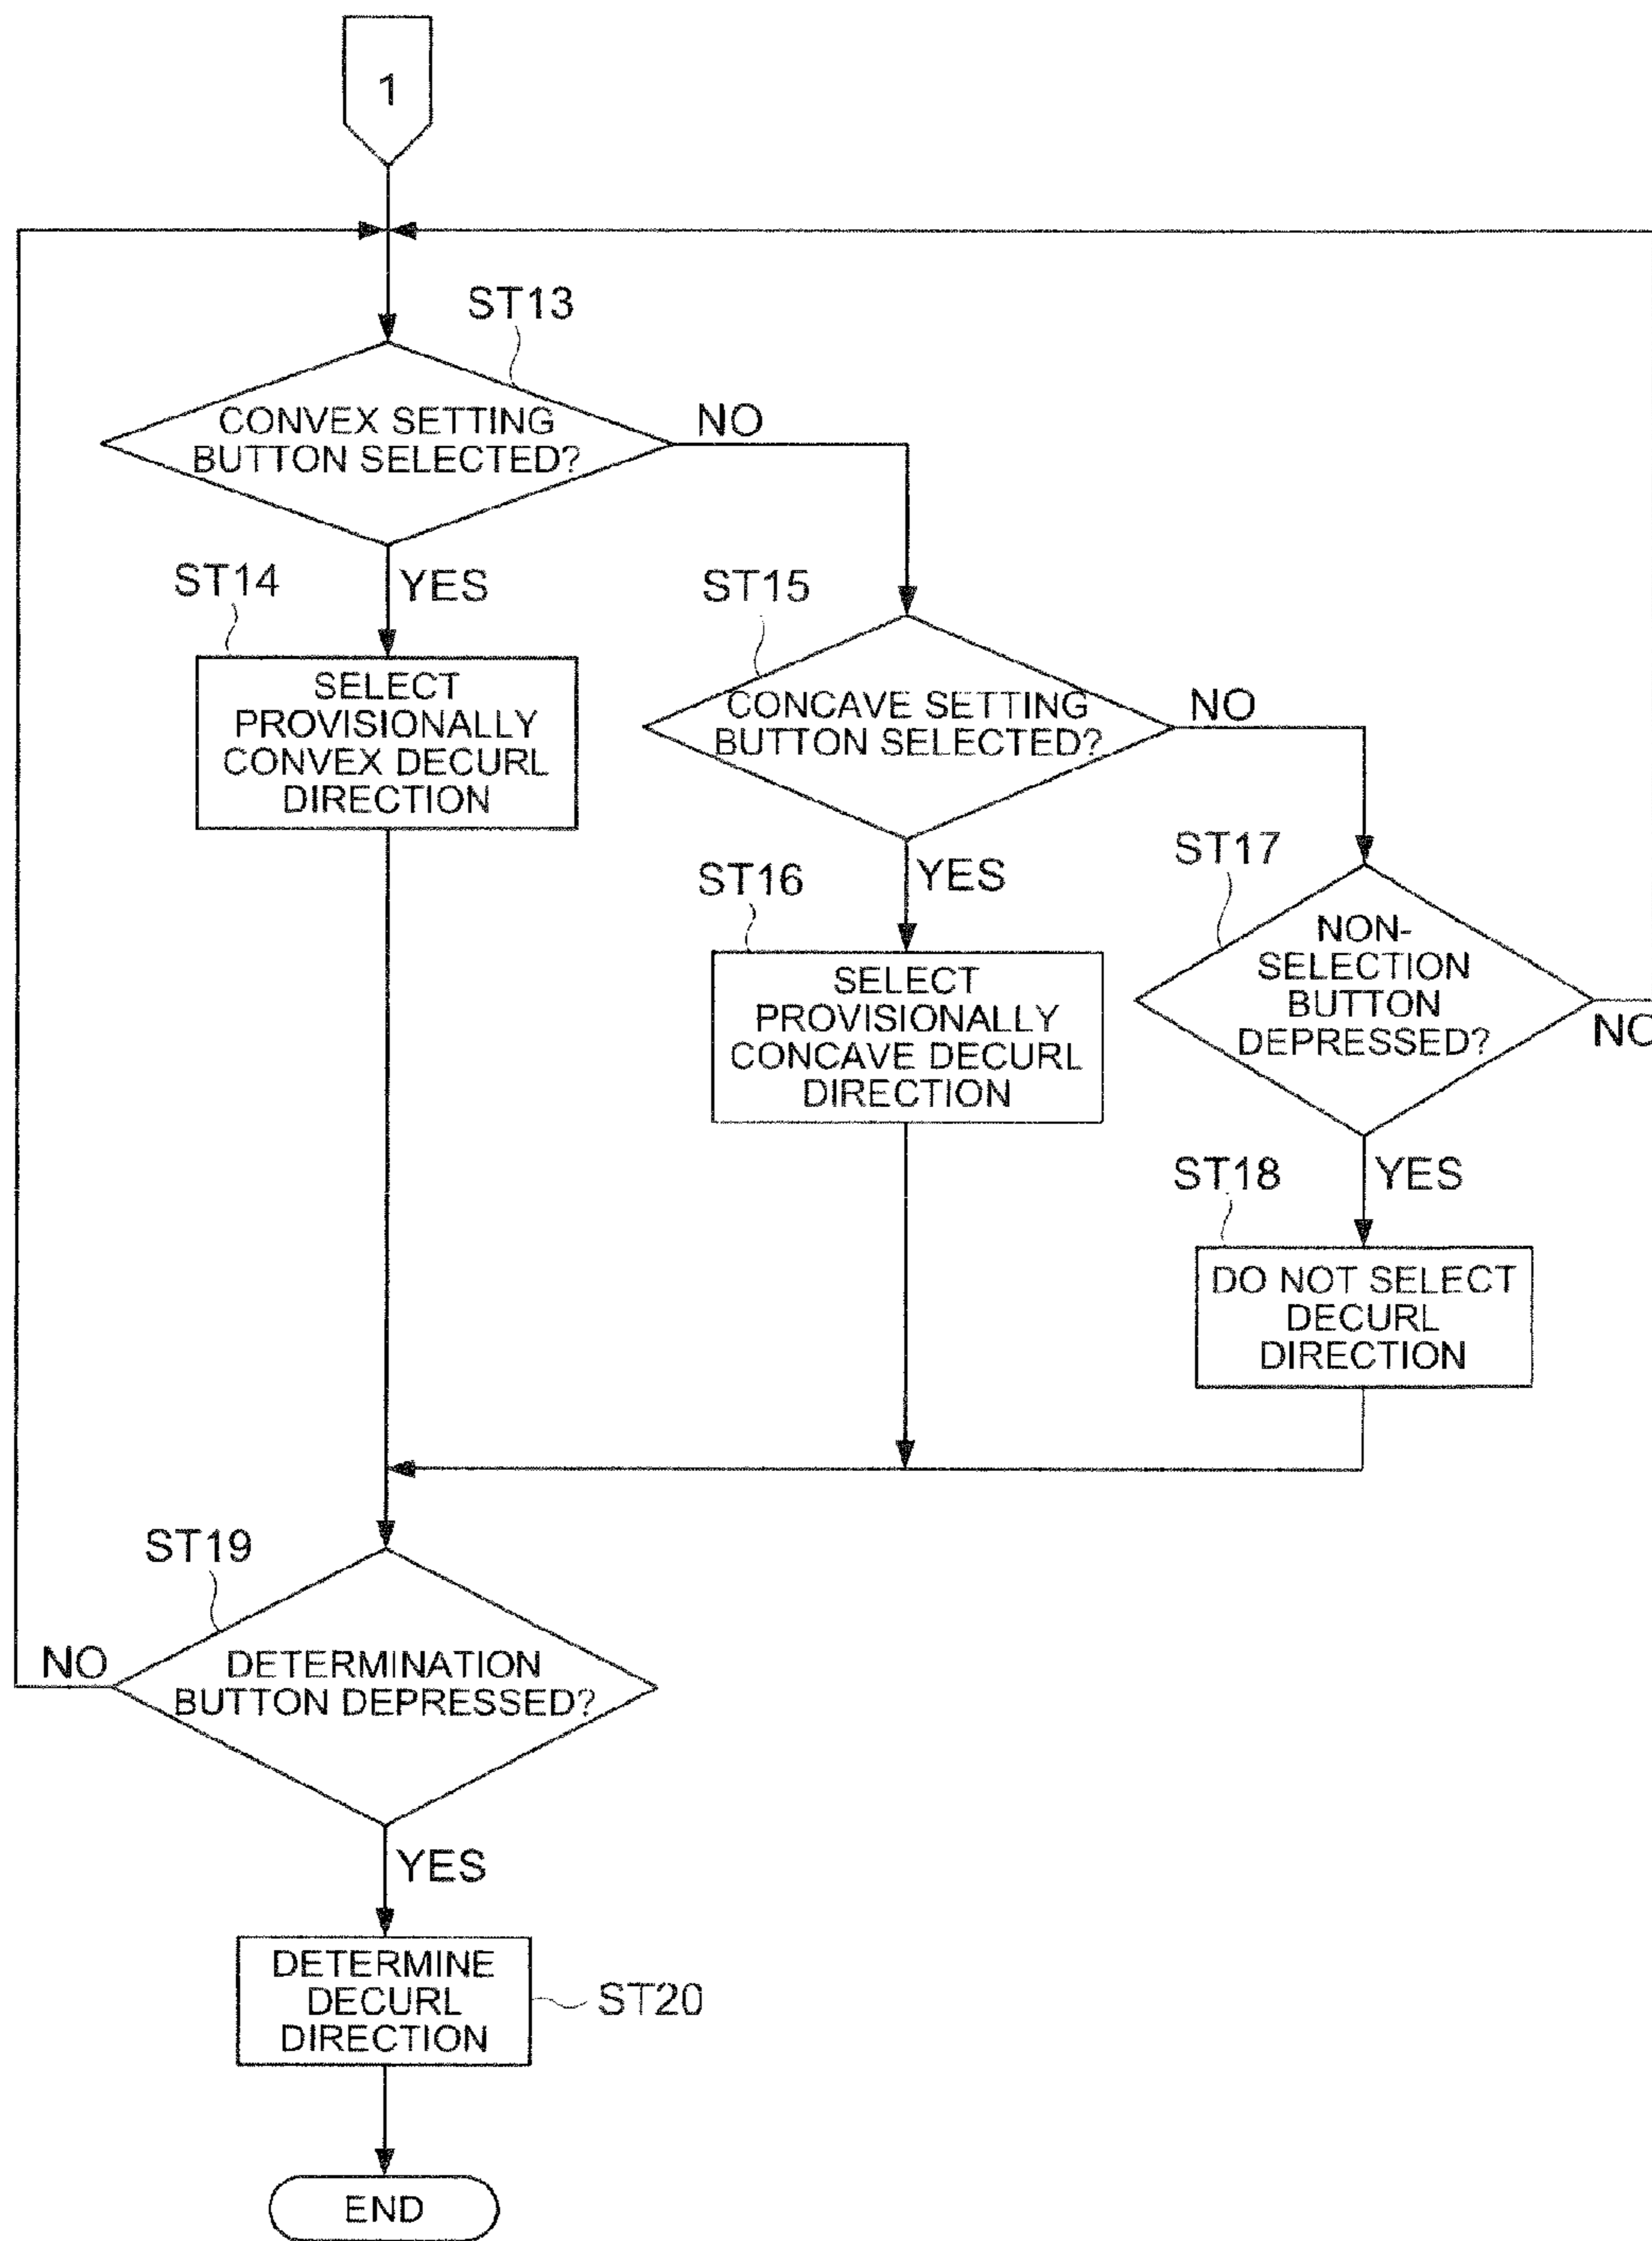 1
ST13
CONVEX SETTING
BUTTON SELECTED?
NO
YES
ST14
SELECT
PROVISIONALLY
CONVEX DECURL
DIRECTION
ST15
CONCAVE SETTING
BUTTON SELECTED?
NO
YES
ST16
SELECT
PROVISIONALLY
CONCAVE DECURL
DIRECTION
ST17
NON-
SELECTION
BUTTON
DEPRESSED?
NO
YES
ST18
DO NOT SELECT
DECURL
DIRECTION
ST19
DETERMINATION
BUTTON DEPRESSED?
NO
YES
DETERMINE
DECURL
DIRECTION
ST20
END